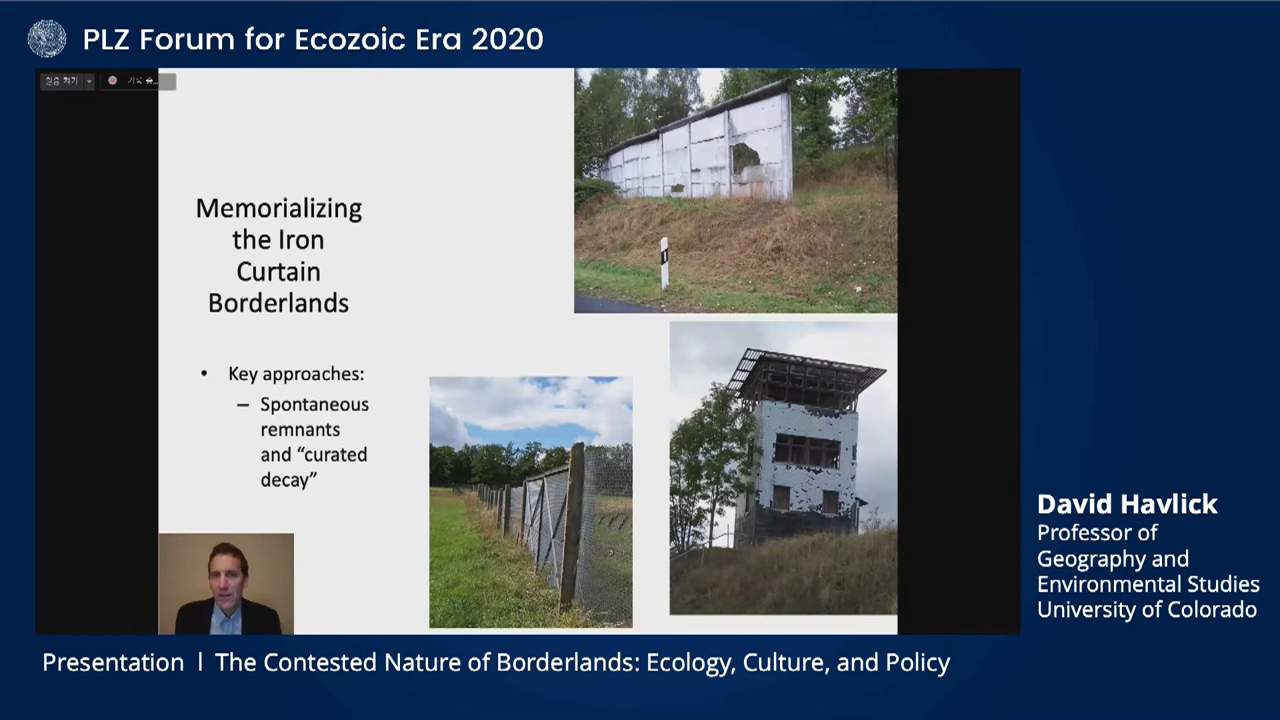 PLZ Forum for Ecozoic Era 2020
Memorializing
the Iron
Curtain
Borderlands
• Key approaches:
– Spontaneous
remnants
and “curated
decay”
David Havlick
Professor of
Geography and
Environmental Studies
University of Colorado
Presentation l The Contested Nature of Borderlands: Ecology, Culture, and Policy